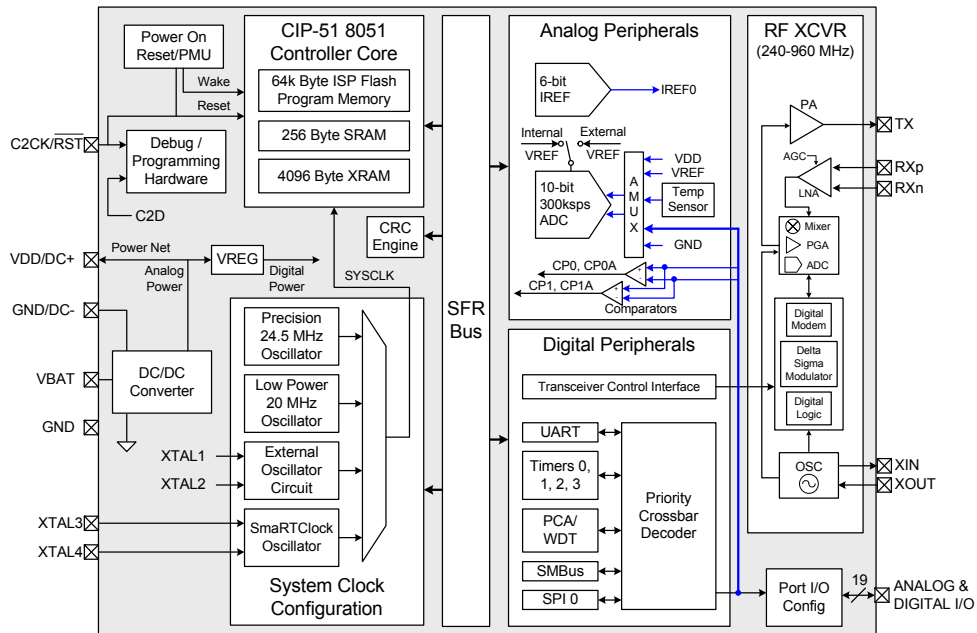 CIP-51 8051
Controller Core
64k Byte ISP Flash
Program Memory
256 Byte SRAM
4096 Byte XRAM
Power On
Reset/PMU
Wake
Reset
C2CK/RST
Debug /
Programming
Hardware
C2D
CRC
Engine
VDD/DC+
Power Net
Analog
Power
VREG
Digital
Power
SYSCLK
GND/DC-
VBAT
DC/DC
Converter
GND
Precision
24.5 MHz
Oscillator
Low Power
20 MHz
Oscillator
XTAL1
XTAL2
External
Oscillator
Circuit
XTAL3
XTAL4
SmaRTClock
Oscillator
System Clock
Configuration
SFR
Bus
Analog Peripherals
6-bit
IREF
IREF0
Internal
VREF
External
VREF
10-bit
300ksps
ADC
A
M
U
X
VDD
VREF
Temp
Sensor
GND
CP0, CP0A
+
-
CP1, CP1A
+
-
Comparators
Digital Peripherals
Transceiver Control Interface
UART
Timers 0,
1, 2, 3
PCA/
WDT
SMBus
SPI 0
Priority
Crossbar
Decoder
RF XCVR
(240-960 MHz)
PA
TX
AGC
LNA
RXp
RXn
Mixer
PGA
ADC
Digital
Modem
Delta
Sigma
Modulator
Digital
Logic
OSC
XIN
XOUT
Port I/O
Config
19
ANALOG &
DIGITAL I/O